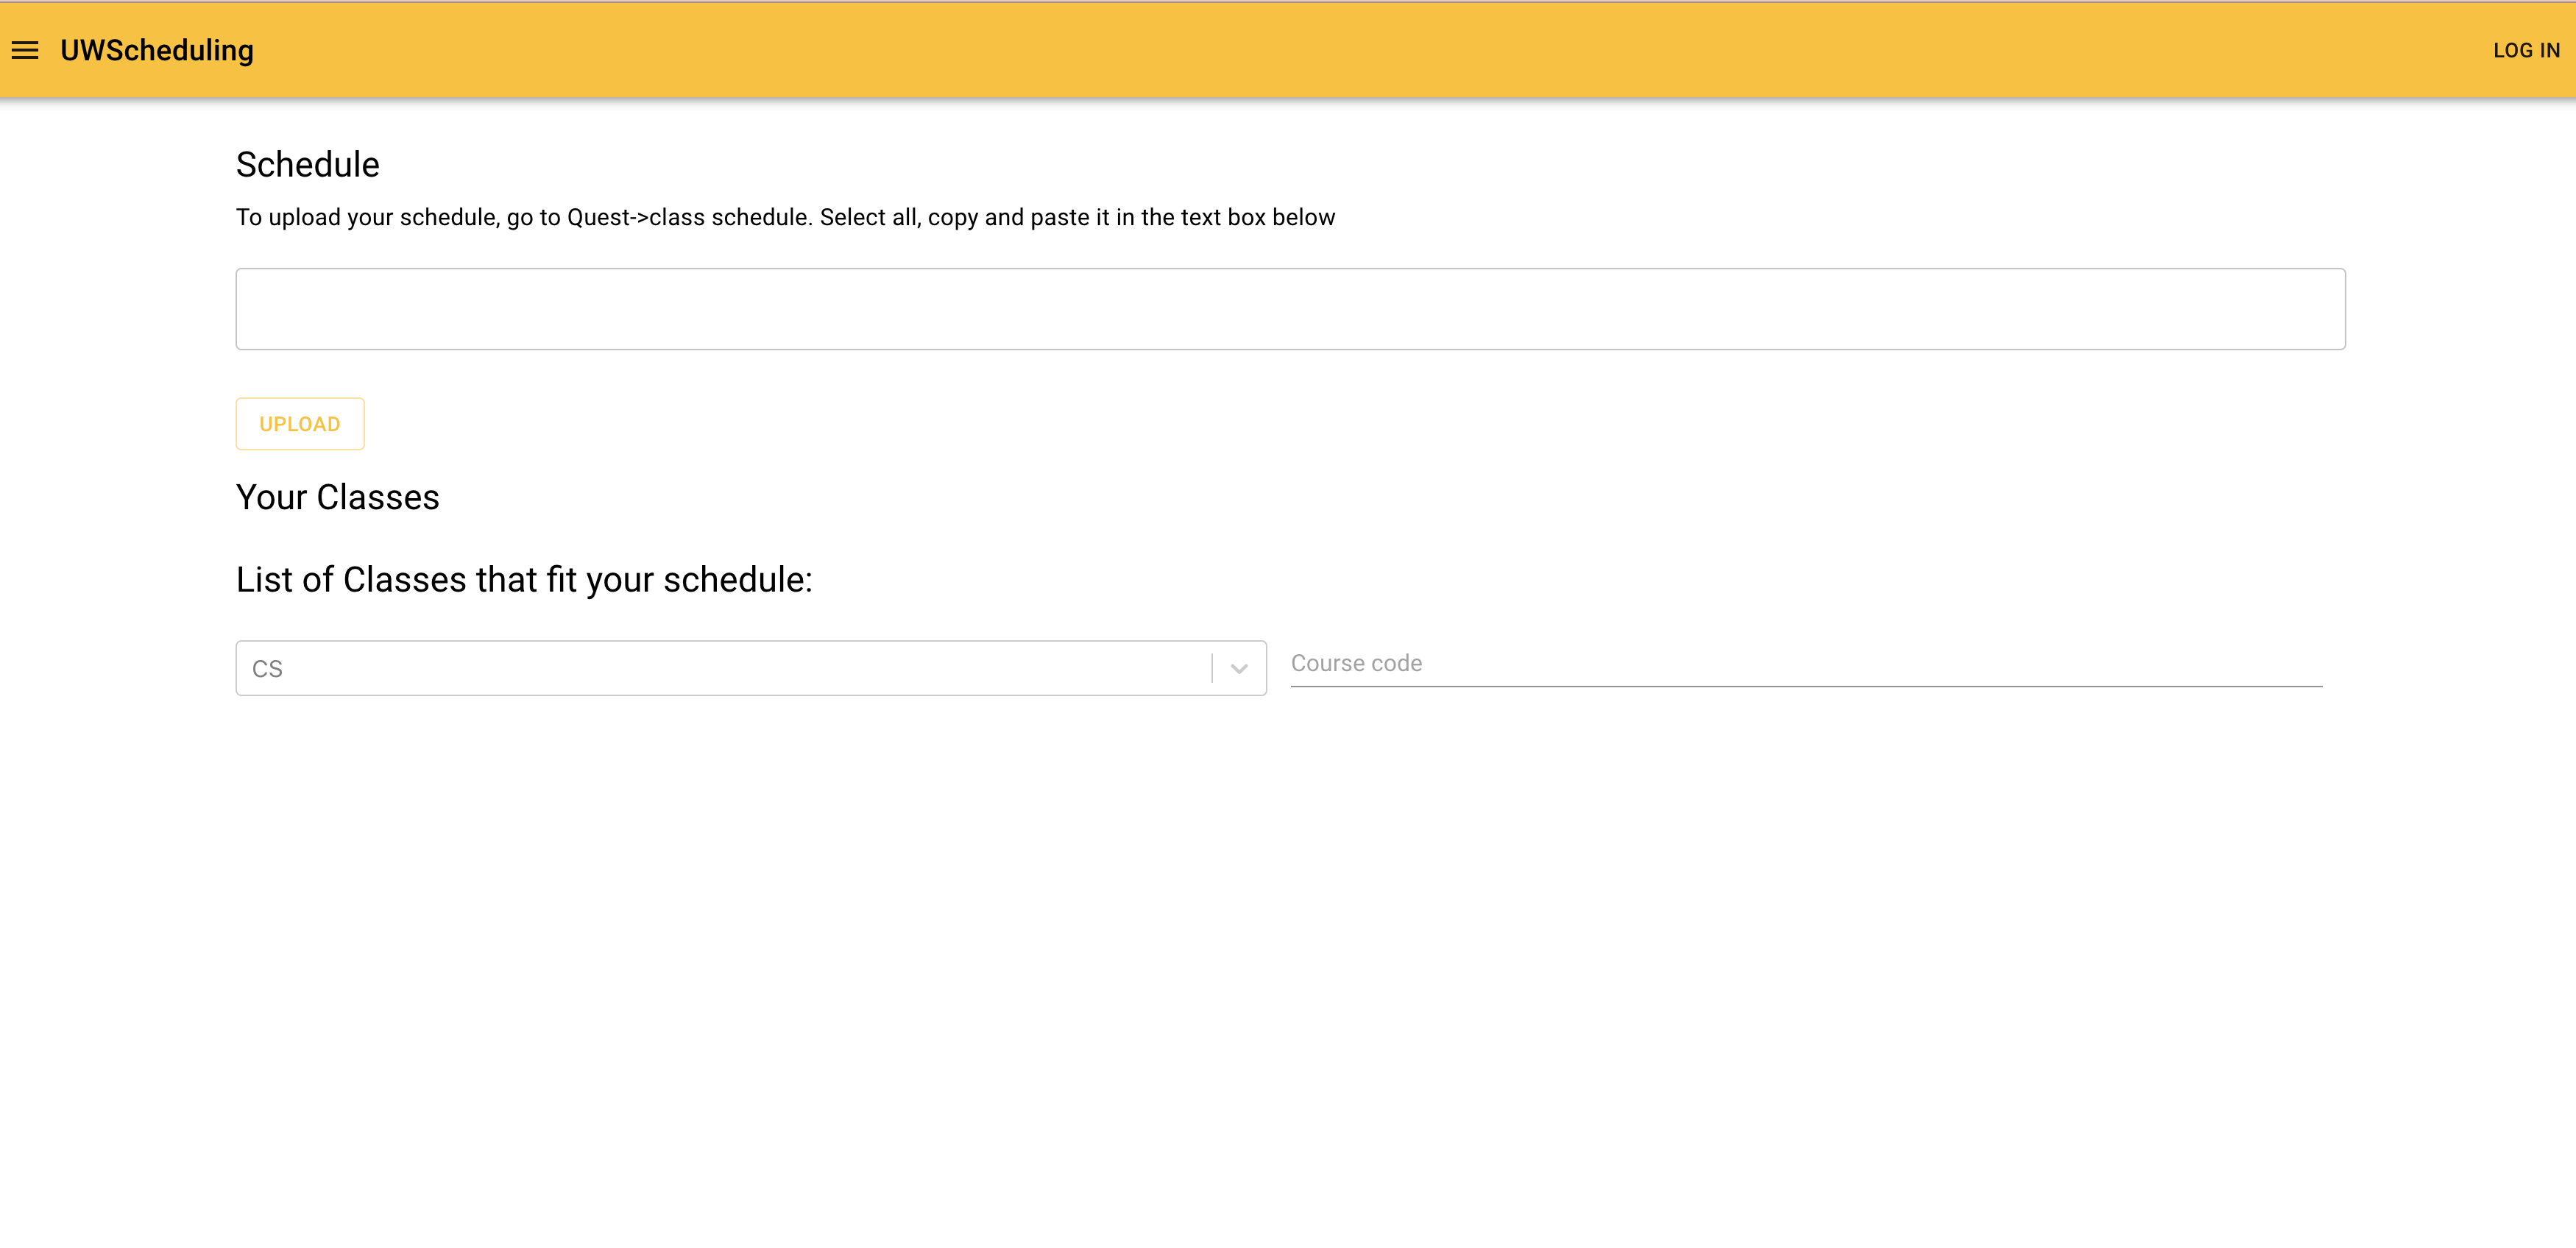 UWScheduling
LOG IN
Schedule
To upload your schedule, go to Quest->class schedule. Select all, copy and paste it in the text box below
UPLOAD
Your Classes
List of Classes that fit your schedule:
CS
Course code